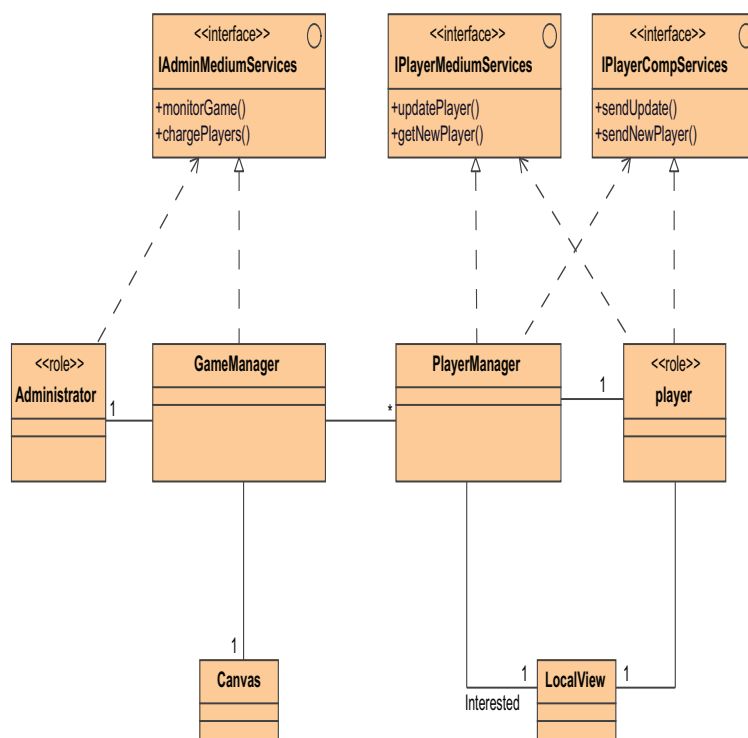 <<interface>>
IAdminMediumServices
+monitorGame()
+chargePlayers()
<<interface>>
IPlayerMediumServices
+updatePlayer()
+getNewPlayer()
<<interface>>
IPlayerCompServices
+sendUpdate()
+sendNewPlayer()
<<role>>
Administrator
1
GameManager
*
PlayerManager
1
<<role>>
player
1
Canvas
Interested
1
LocalView
1